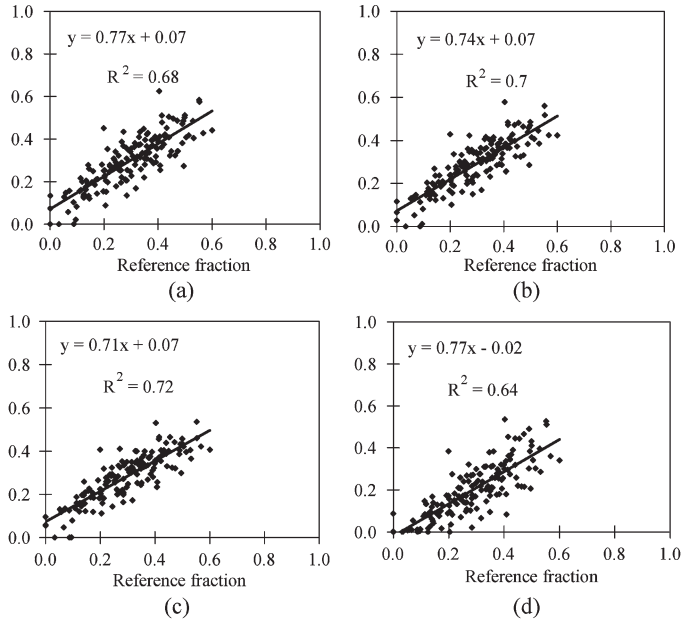 1.0
y = 0.77x + 0.07
0.8
R² = 0.68
0.6
0.4
0.2
0.0
0.0 0.2 0.4 0.6 0.8 1.0
Reference fraction
(a)
1.0
y = 0.74x + 0.07
0.8
R² = 0.7
0.6
0.4
0.2
0.0
0.0 0.2 0.4 0.6 0.8 1.0
Reference fraction
(b)
1.0
y = 0.71x + 0.07
0.8
R² = 0.72
0.6
0.4
0.2
0.0
0.0 0.2 0.4 0.6 0.8 1.0
Reference fraction
(c)
1.0
y = 0.77x - 0.02
0.8
R² = 0.64
0.6
0.4
0.2
0.0
0.0 0.2 0.4 0.6 0.8 1.0
Reference fraction
(d)